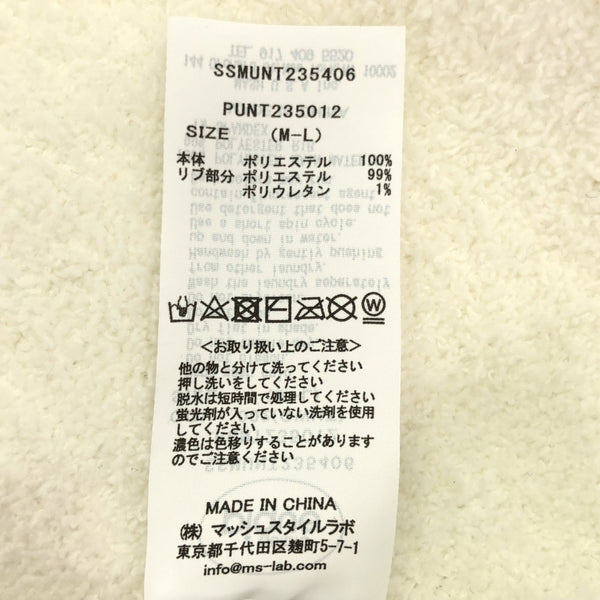 SSMUNT235406
PUNT235012
SIZE (M-L)
本体 ポリエステル 100%
リブ部分 ポリエステル 99%
ポリウレタン 1%
<お取り扱い上のご注意>
他の物と分けて洗ってください
押し洗いをしてください
脱水は短時間で処理してください
蛍光剤が入っていない洗剤を使用
してください
濃色は色移りすることがあります
のでご注意ください
MADE IN CHINA
(株) マッシュスタイルラボ
東京都千代田区麹町5-7-1
info@ms-lab.com